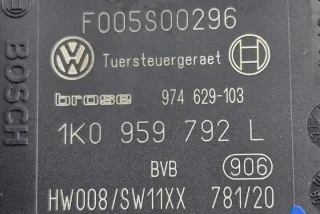 F005S00296
Tuersteuergeraet
BOSCH
brose 974 629-103
1K0 959 792 L
BVB 906
HW008/SW11XX 781/20